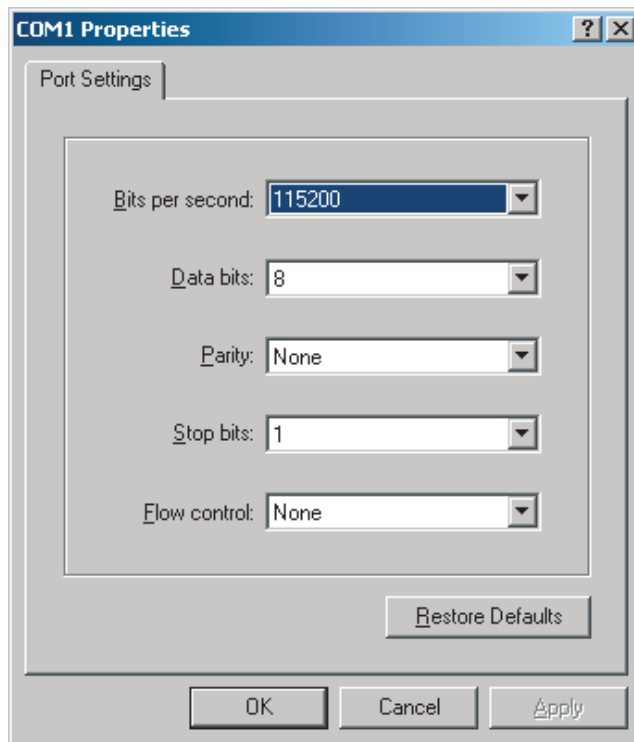 COM1 Properties
Port Settings
Bits per second: 115200
Data bits: 8
Parity: None
Stop bits: 1
Flow control: None
Restore Defaults
OK Cancel Apply